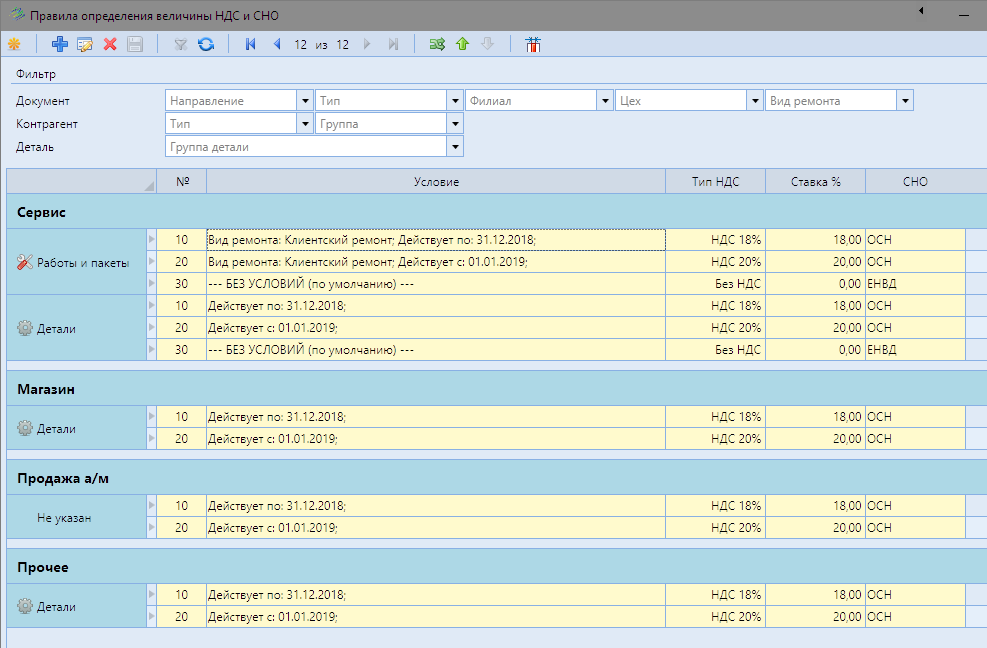 Правила определения величины НДС и СНО
12 из 12
Фильтр
Документ Направление Тип Филиал Цех Вид ремонта
Контрагент Тип Группа
Деталь Группа детали
№ Условие Тип НДС Ставка % СНО
Сервис
Работы и пакеты
10 Вид ремонта: Клиентский ремонт; Действует по: 31.12.2018; НДС 18% 18,00 ОСН
20 Вид ремонта: Клиентский ремонт; Действует с: 01.01.2019; НДС 20% 20,00 ОСН
30 --- БЕЗ УСЛОВИЙ (по умолчанию) --- Без НДС 0,00 ЕНВД
Детали
10 Действует по: 31.12.2018; НДС 18% 18,00 ОСН
20 Действует с: 01.01.2019; НДС 20% 20,00 ОСН
30 --- БЕЗ УСЛОВИЙ (по умолчанию) --- Без НДС 0,00 ЕНВД
Магазин
Детали
10 Действует по: 31.12.2018; НДС 18% 18,00 ОСН
20 Действует с: 01.01.2019; НДС 20% 20,00 ОСН
Продажа а/м
Не указан
10 Действует по: 31.12.2018; НДС 18% 18,00 ОСН
20 Действует с: 01.01.2019; НДС 20% 20,00 ОСН
Прочее
Детали
10 Действует по: 31.12.2018; НДС 18% 18,00 ОСН
20 Действует с: 01.01.2019; НДС 20% 20,00 ОСН